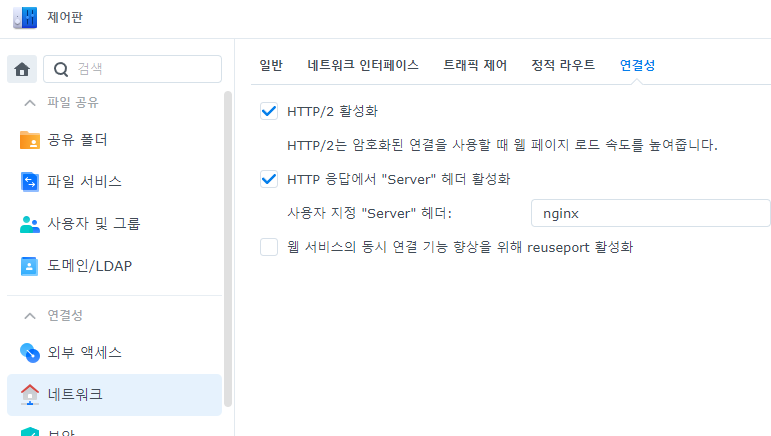 제어판
검색
파일 공유
공유 폴더
파일 서비스
사용자 및 그룹
도메인/LDAP
연결성
외부 액세스
네트워크
보안
일반 네트워크 인터페이스 트래픽 제어 정적 라우트 연결성
HTTP/2 활성화
HTTP/2는 암호화된 연결을 사용할 때 웹 페이지 로드 속도를 높여줍니다.
HTTP 응답에서 "Server" 헤더 활성화
사용자 지정 "Server" 헤더: nginx
웹 서비스의 동시 연결 기능 향상을 위해 reuseport 활성화